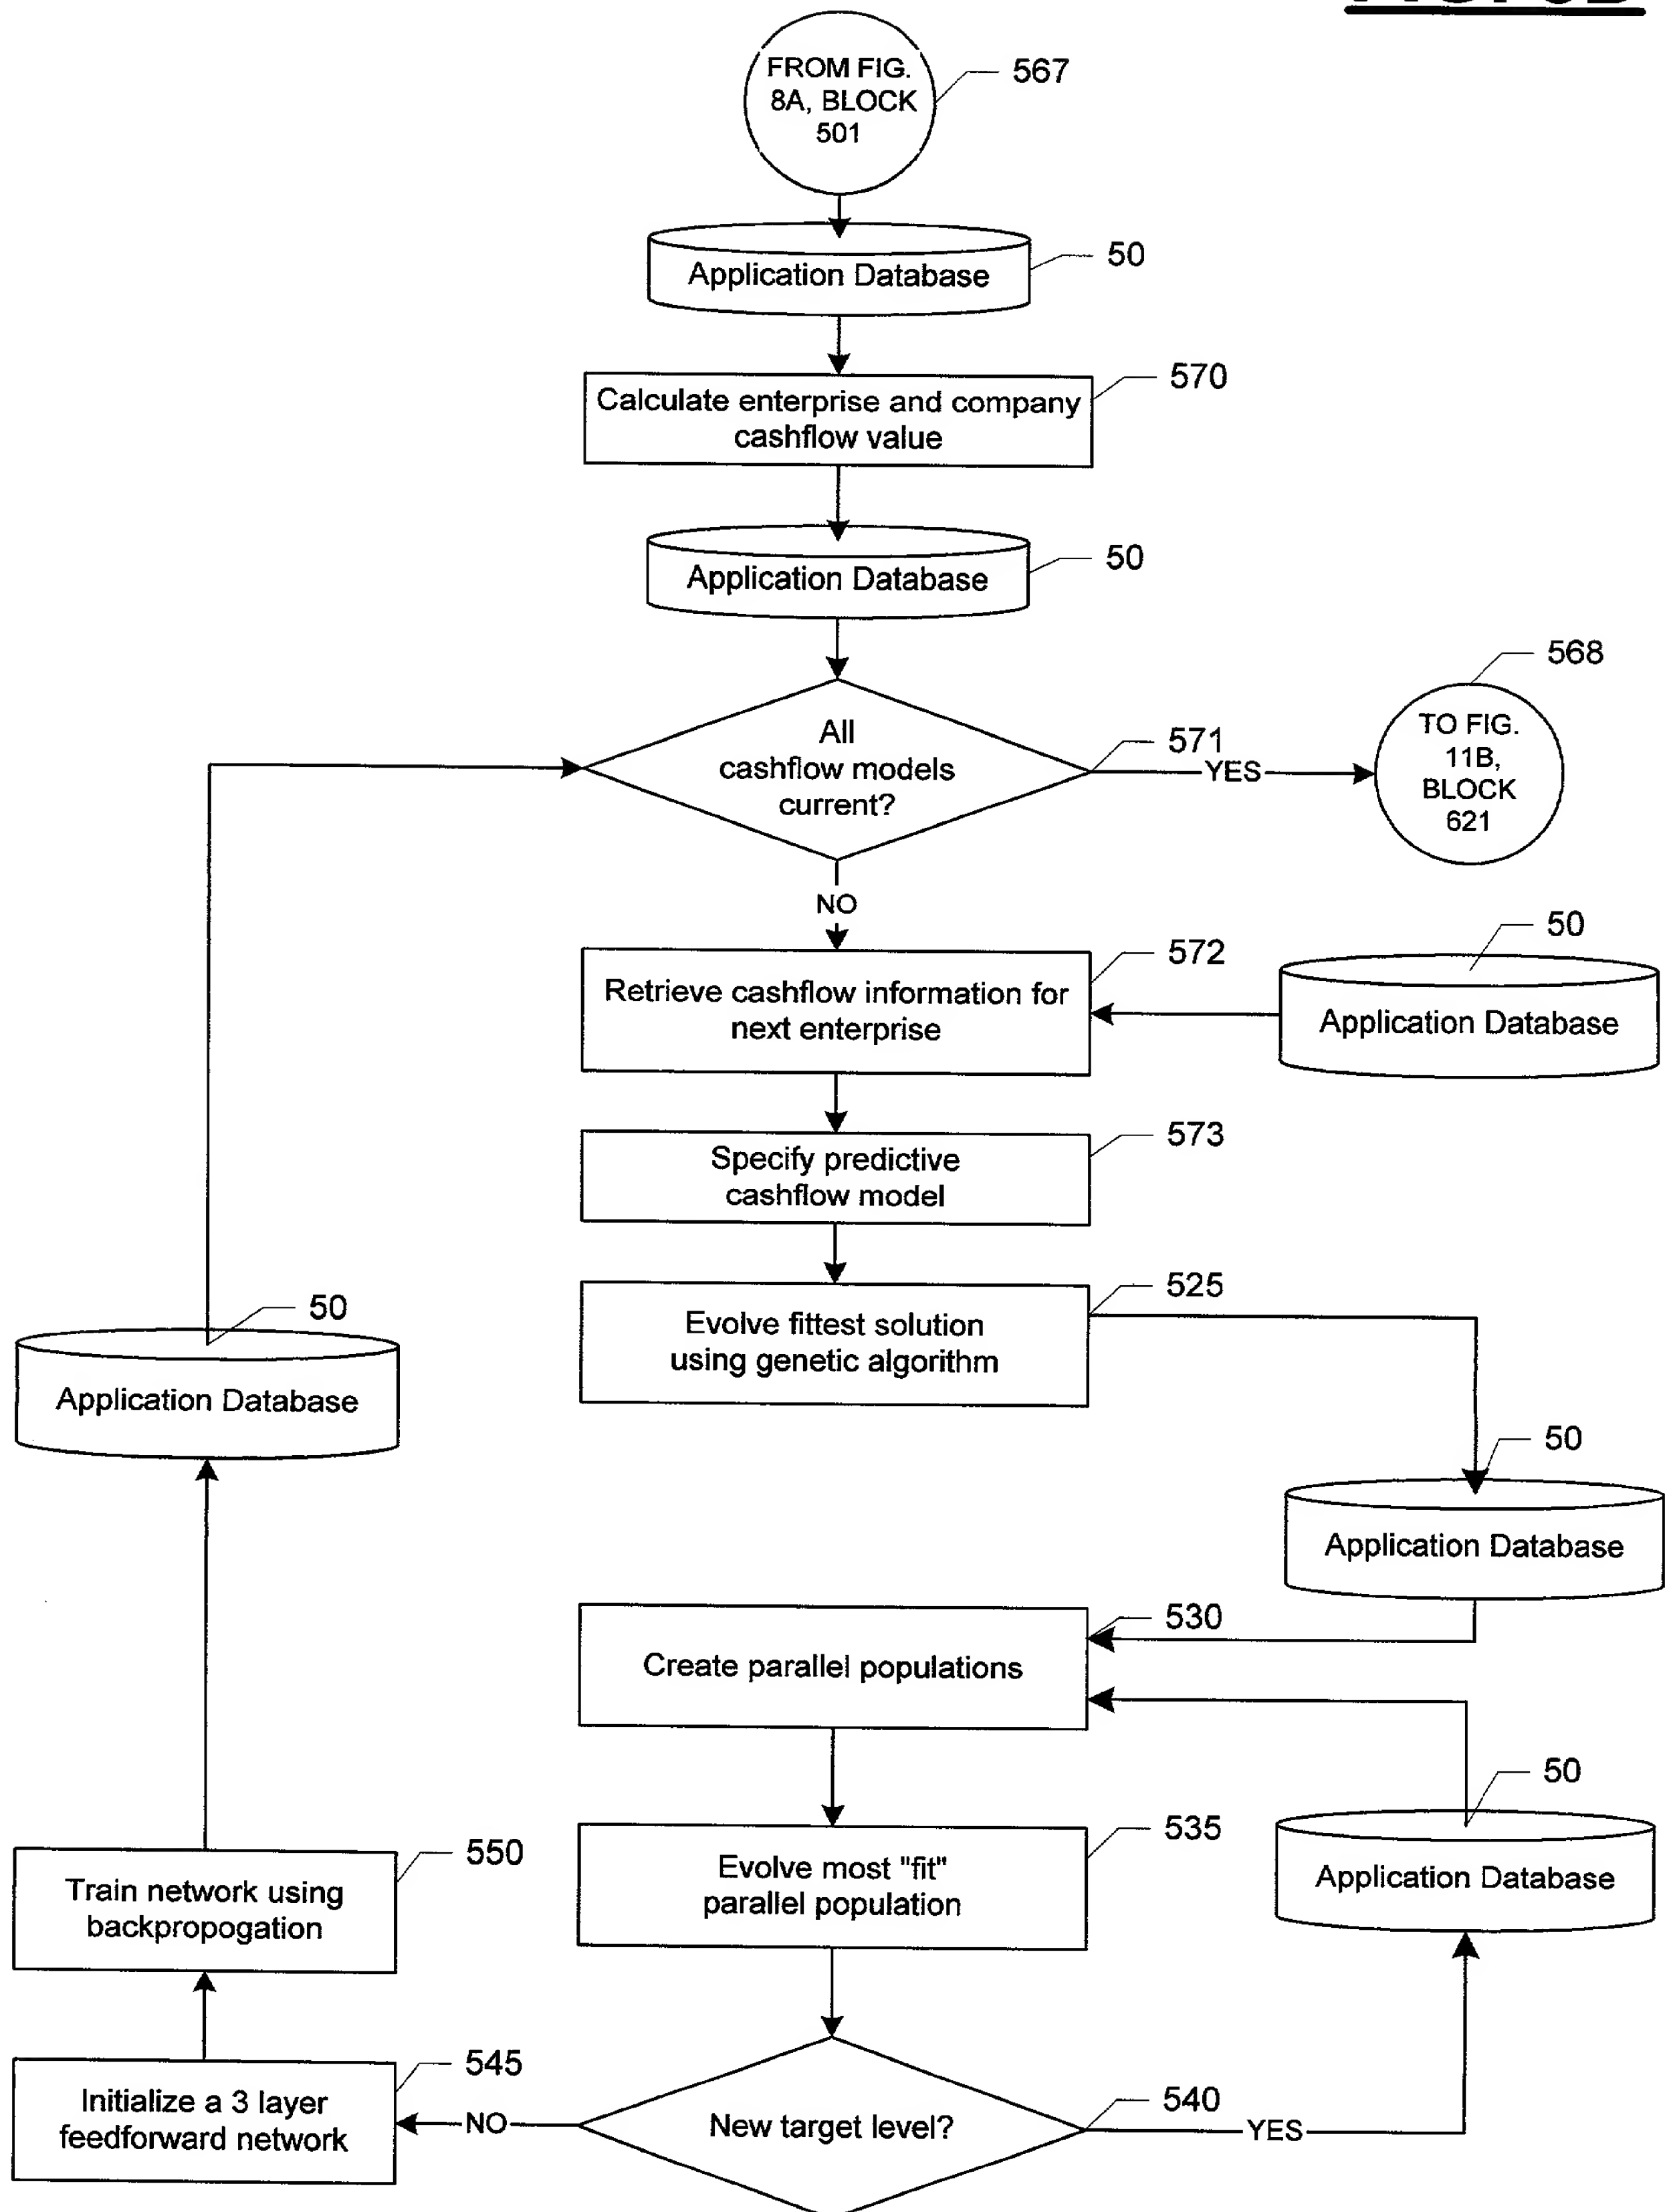 FROM FIG.
8A, BLOCK
501
567
Application Database
50
Calculate enterprise and company
cashflow value
570
Application Database
50
All
cashflow models
current?
571
YES
568
TO FIG.
11B,
BLOCK
621
NO
Retrieve cashflow information for
next enterprise
572
50
Application Database
Specify predictive
cashflow model
573
Evolve fittest solution
using genetic algorithm
525
50
Application Database
50
Application Database
Create parallel populations
530
Evolve most "fit"
parallel population
535
50
Application Database
Train network using
backpropogation
550
Initialize a 3 layer
feedforward network
545
NO
New target level?
540
YES